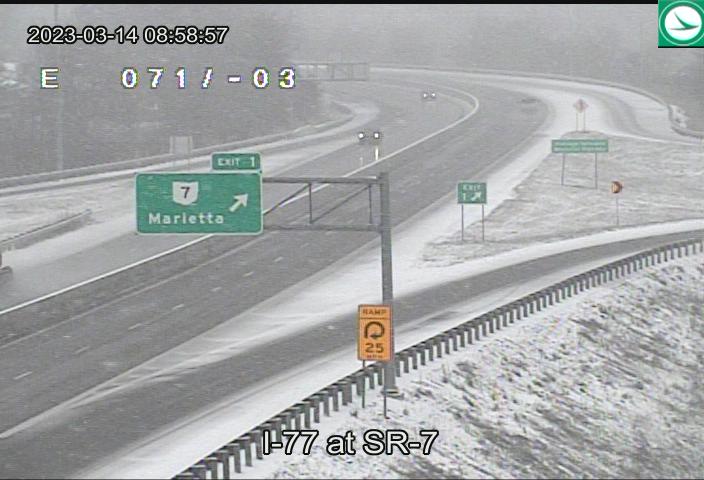 2023-03-14 08:58:57
E 071/-03
EXIT 1
7
Marietta
EXIT
1
RAMP
25
MPH
I-77 at SR-7